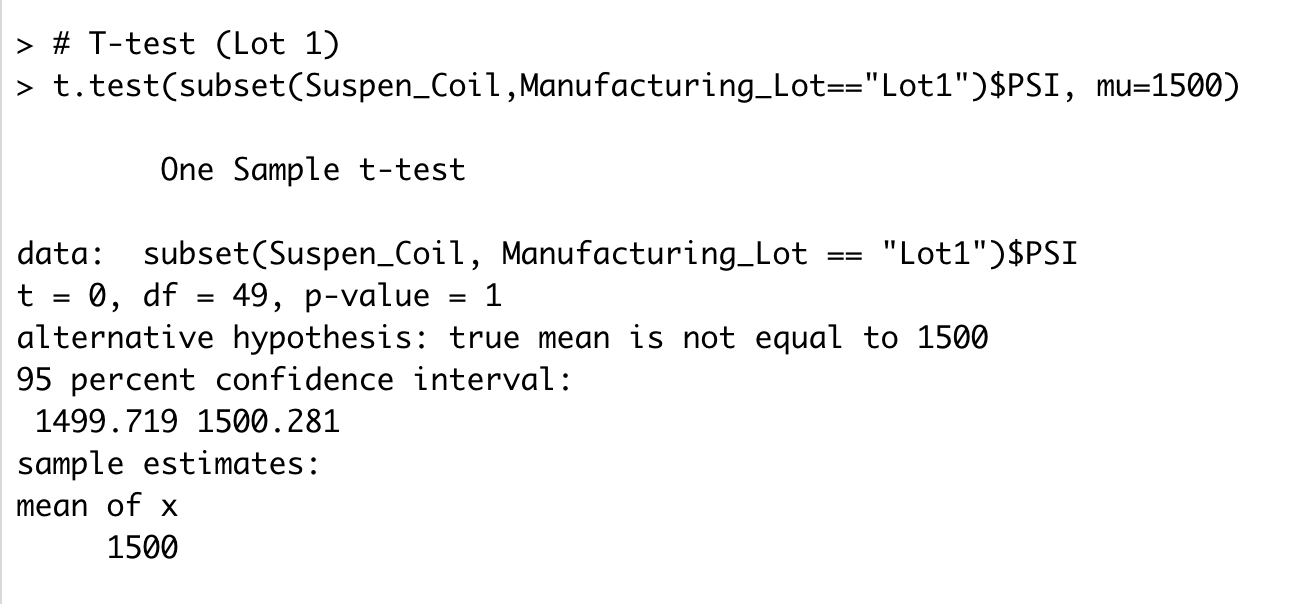 > # T-test (Lot 1)
> t.test(subset(Suspen_Coil,Manufacturing_Lot=="Lot1")$PSI, mu=1500)
One Sample t-test
data:  subset(Suspen_Coil, Manufacturing_Lot == "Lot1")$PSI
t = 0, df = 49, p-value = 1
alternative hypothesis: true mean is not equal to 1500
95 percent confidence interval:
1499.719 1500.281
sample estimates:
mean of x
1500